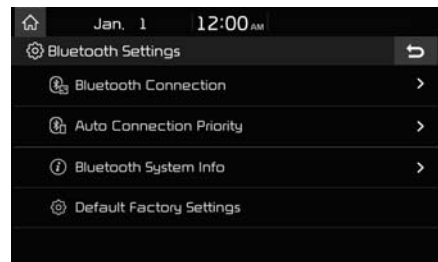 Jan. 1 12:00 AM
Bluetooth Settings
Bluetooth Connection
Auto Connection Priority
Bluetooth System Info
Default Factory Settings